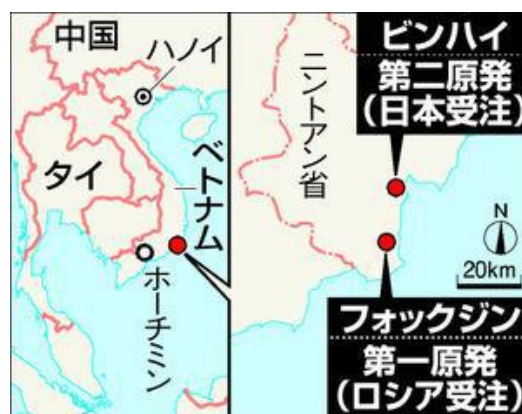 中国
ハノイ
タイ
ベトナム
ホーチミン
ニントアン省
ビンハイ
第二原発
(日本受注)
N
20km
フォックジン
第一原発
(ロシア受注)